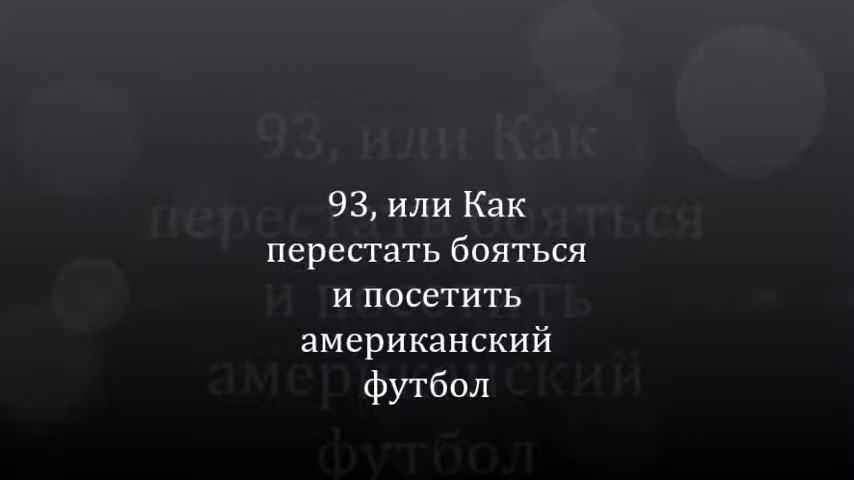 93, или Как
перестать бояться
и посетить
американский
футбол